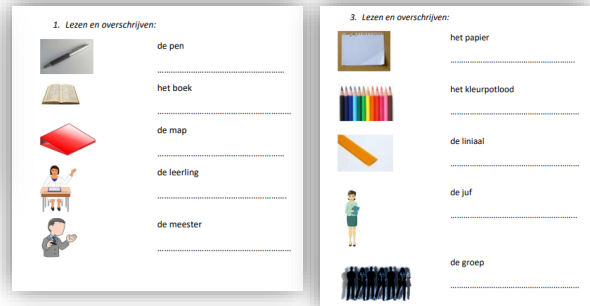 1. Lezen en overschrijven:
de pen
het boek
de map
de leerling
de meester
3. Lezen en overschrijven:
het papier
het kleurpotlood
de liniaal
de juf
de groep